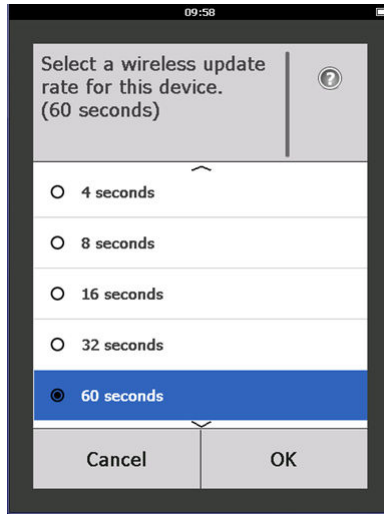 09:58
Select a wireless update
rate for this device.
(60 seconds)
?
4 seconds
8 seconds
16 seconds
32 seconds
60 seconds
Cancel OK